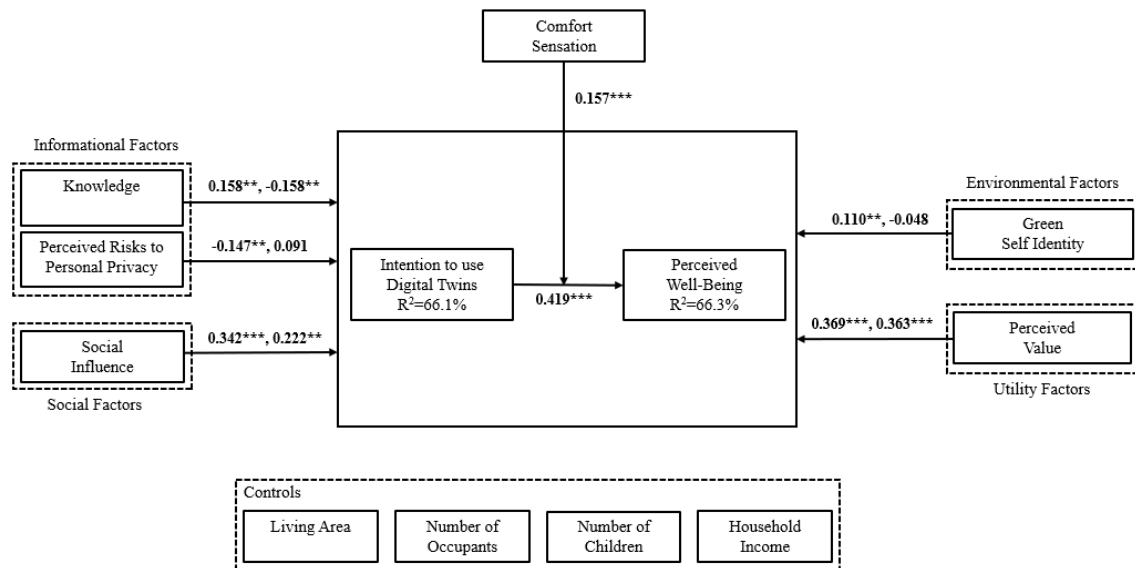 Comfort
Sensation
0.157***
Informational Factors
Knowledge
0.158**, -0.158**
Perceived Risks to
Personal Privacy
-0.147**, 0.091
Social
Influence
0.342***, 0.222**
Social Factors
Intention to use
Digital Twins
R²=66.1%
0.419***
Perceived
Well-Being
R²=66.3%
Environmental Factors
0.110**, -0.048
Green
Self Identity
0.369***, 0.363***
Perceived
Value
Utility Factors
Controls
Living Area
Number of
Occupants
Number of
Children
Household
Income